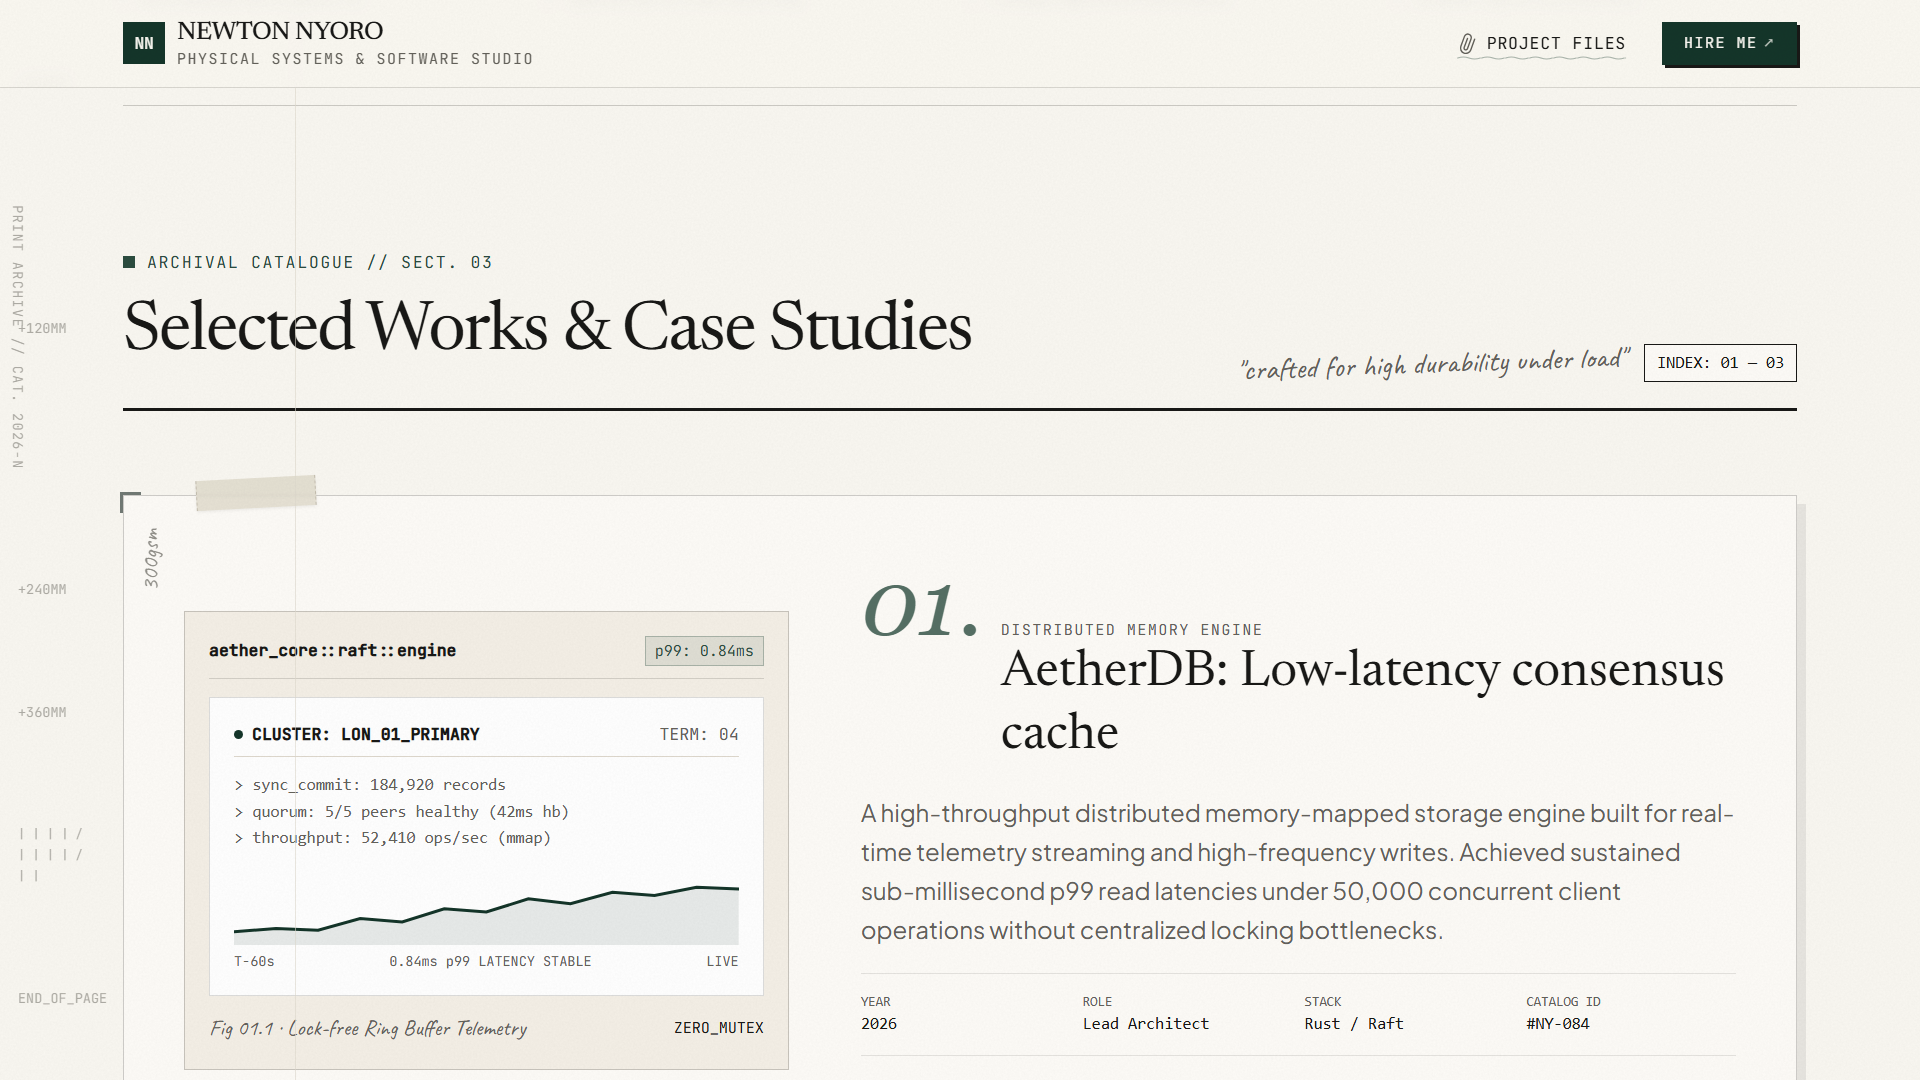 NN
NEWTON NYORO
PHYSICAL SYSTEMS & SOFTWARE STUDIO
PROJECT FILES
HIRE ME ↗
PRINT ARCHIVE // CAT. 2026-N
+120MM
+240MM
+360MM
| | | | /
| | | | /
| |
END_OF_PAGE
ARCHIVAL CATALOGUE // SECT. 03
Selected Works & Case Studies
"crafted for high durability under load"
INDEX: 01 — 03
300gsm
aether_core::raft::engine
p99: 0.84ms
CLUSTER: LON_01_PRIMARY
TERM: 04
> sync_commit: 184,920 records
> quorum: 5/5 peers healthy (42ms hb)
> throughput: 52,410 ops/sec (mmap)
T-60s
0.84ms p99 LATENCY STABLE
LIVE
Fig 01.1 · Lock-free Ring Buffer Telemetry
ZERO_MUTEX
01.
DISTRIBUTED MEMORY ENGINE
AetherDB: Low-latency consensus
cache
A high-throughput distributed memory-mapped storage engine built for real-
time telemetry streaming and high-frequency writes. Achieved sustained
sub-millisecond p99 read latencies under 50,000 concurrent client
operations without centralized locking bottlenecks.
YEAR
2026
ROLE
Lead Architect
STACK
Rust / Raft
CATALOG ID
#NY-084